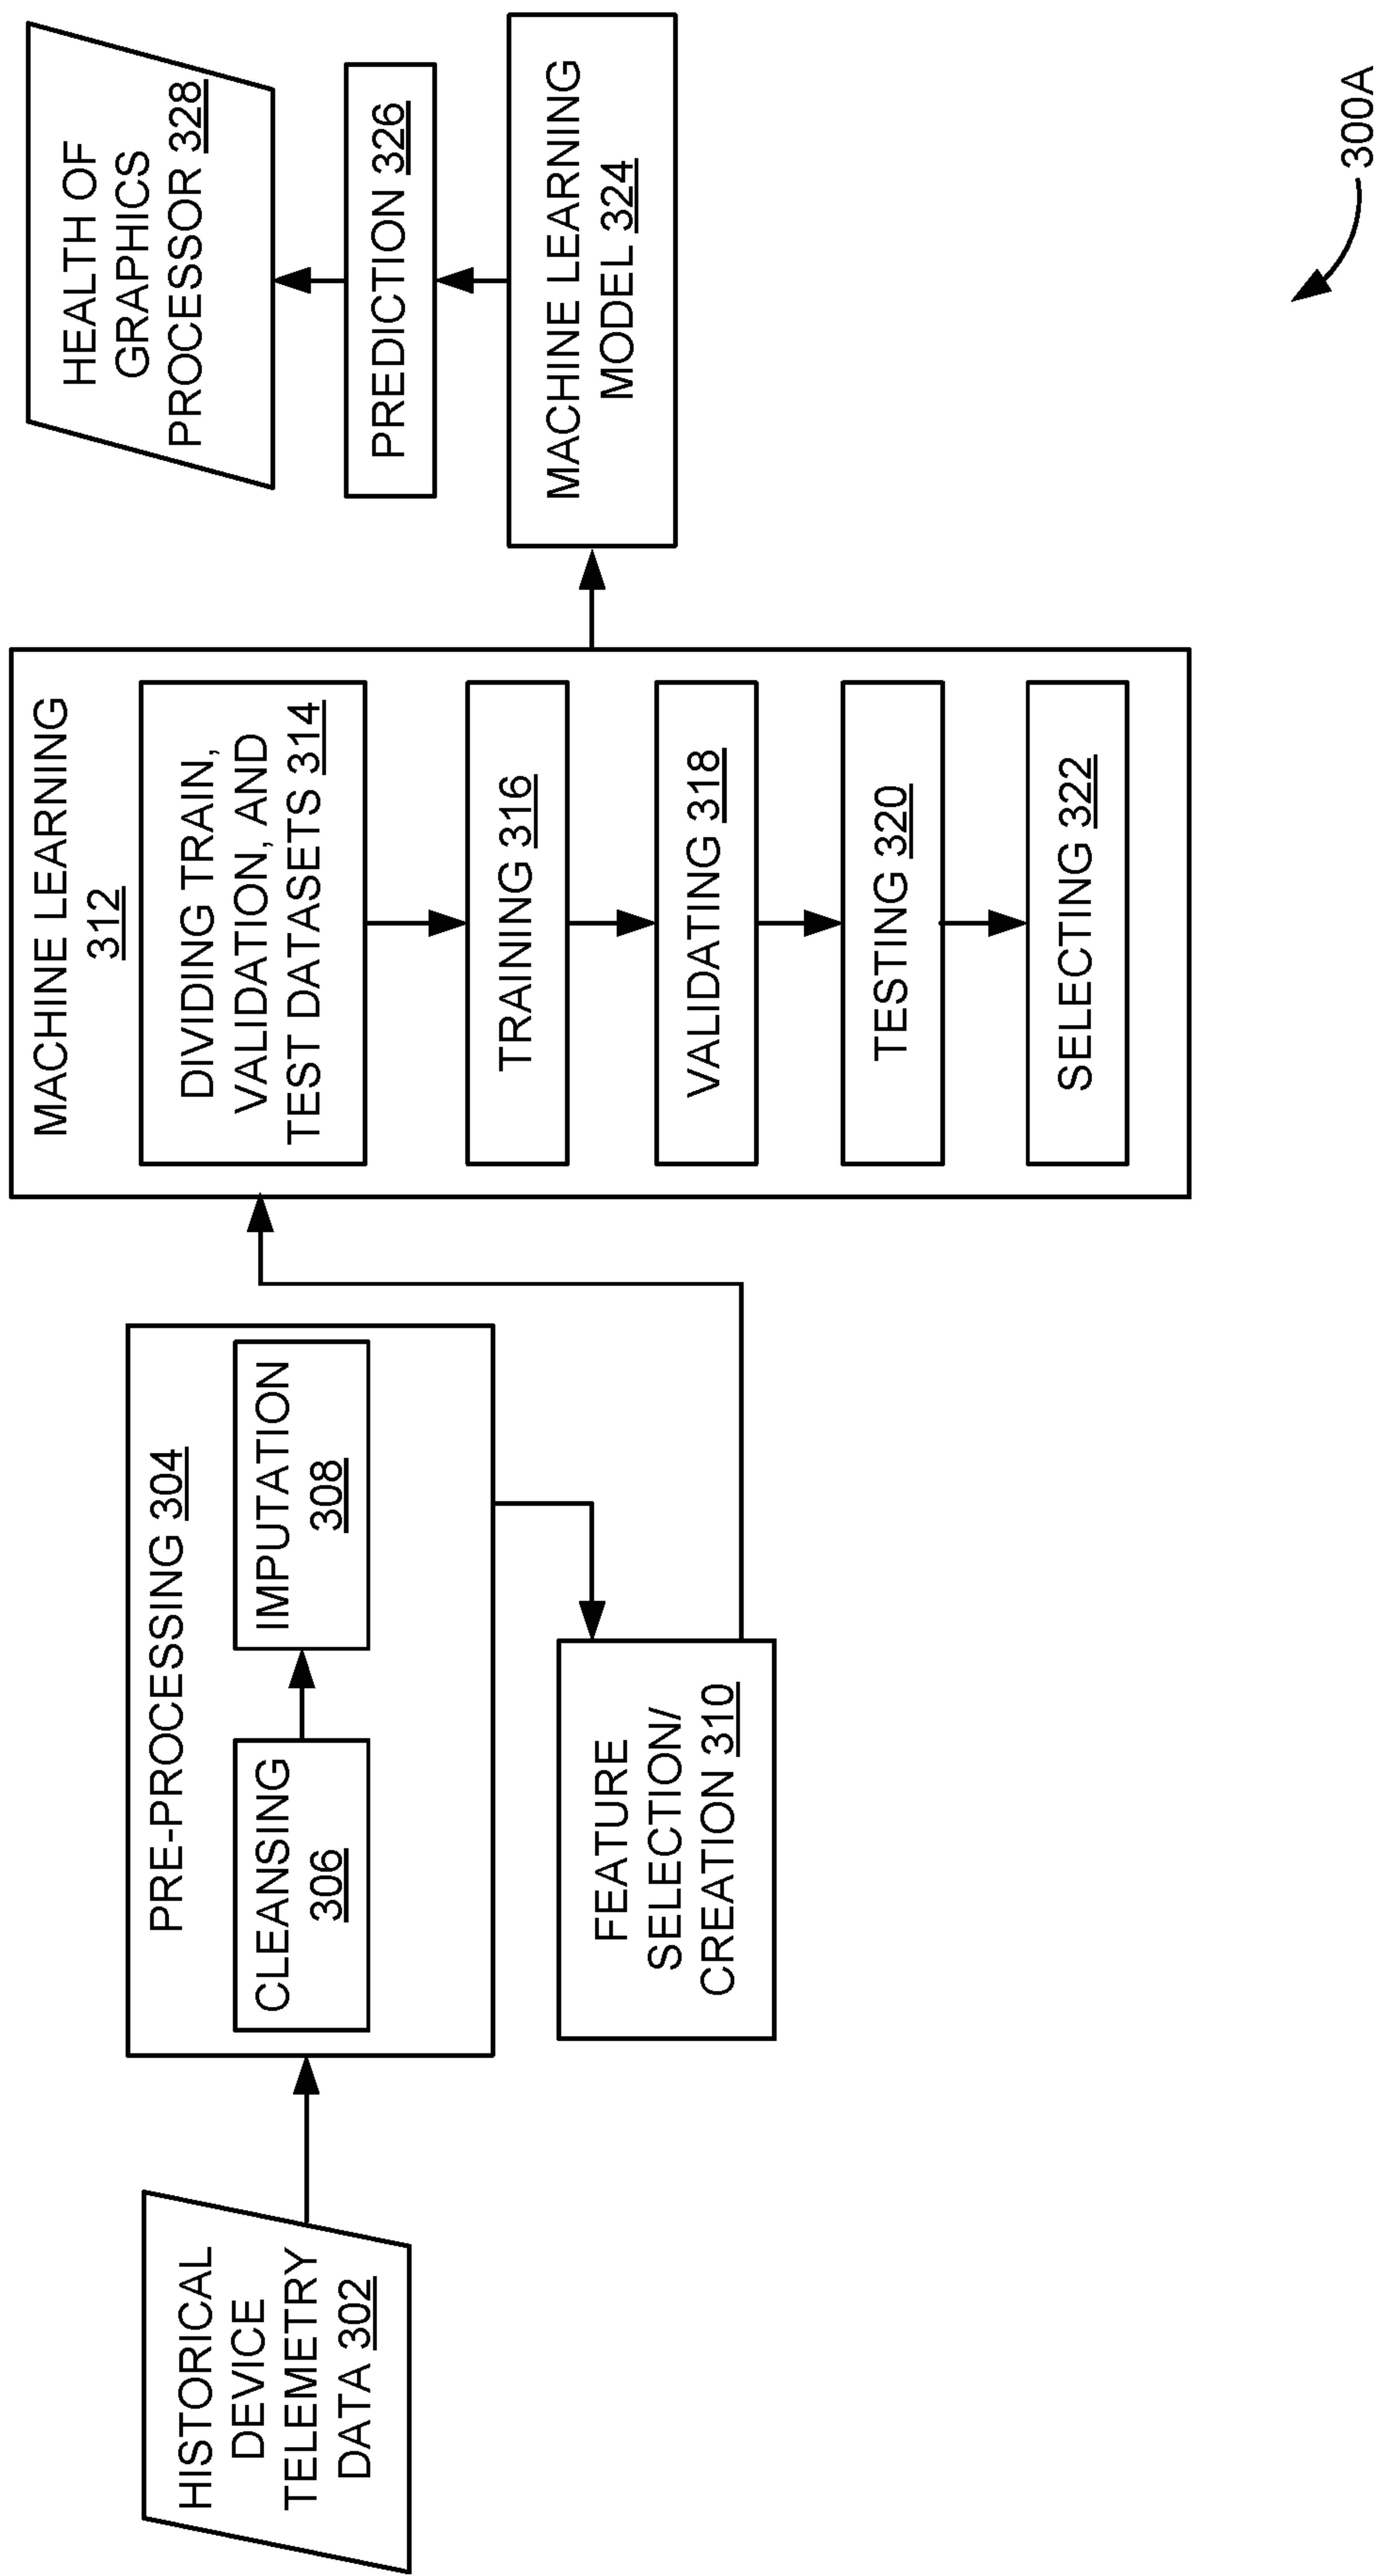 HISTORICAL
DEVICE
TELEMETRY
DATA 302
PRE-PROCESSING 304
CLEANSING
306
IMPUTATION
308
FEATURE
SELECTION/
CREATION 310
MACHINE LEARNING
312
DIVIDING TRAIN,
VALIDATION, AND
TEST DATASETS 314
TRAINING 316
VALIDATING 318
TESTING 320
SELECTING 322
MACHINE LEARNING
MODEL 324
PREDICTION 326
HEALTH OF
GRAPHICS
PROCESSOR 328
300A